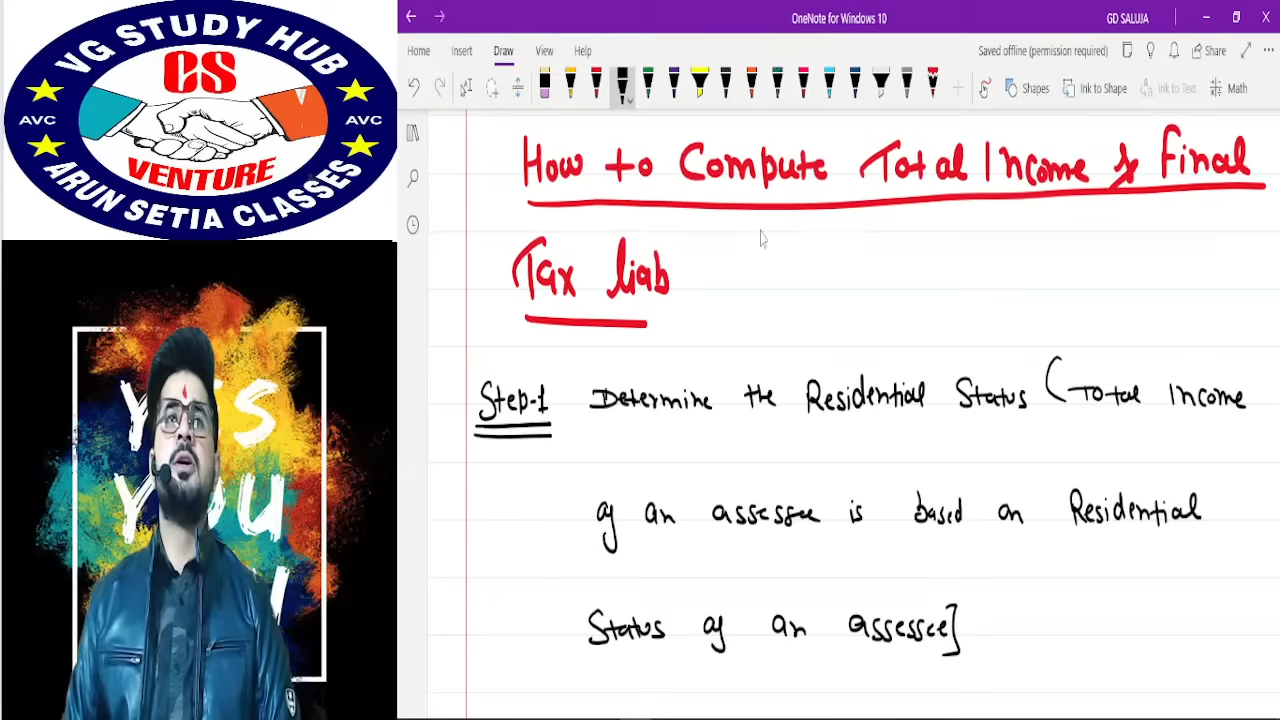 VG STUDY HUB
CS
AVC
AVC
VENTURE
ARUN SETIA CLASSES
OneNote for Windows 10
GD SALUJA
Home Insert Draw View Help
Saved offline (permission required)
Share
Shapes
Ink to Shape
Ink to Text
Math
How to Compute Total Income & Final
Tax liab
Step-1 Determine the Residential Status (Total Income
of an assessee is based on Residential
Status of an assessee]